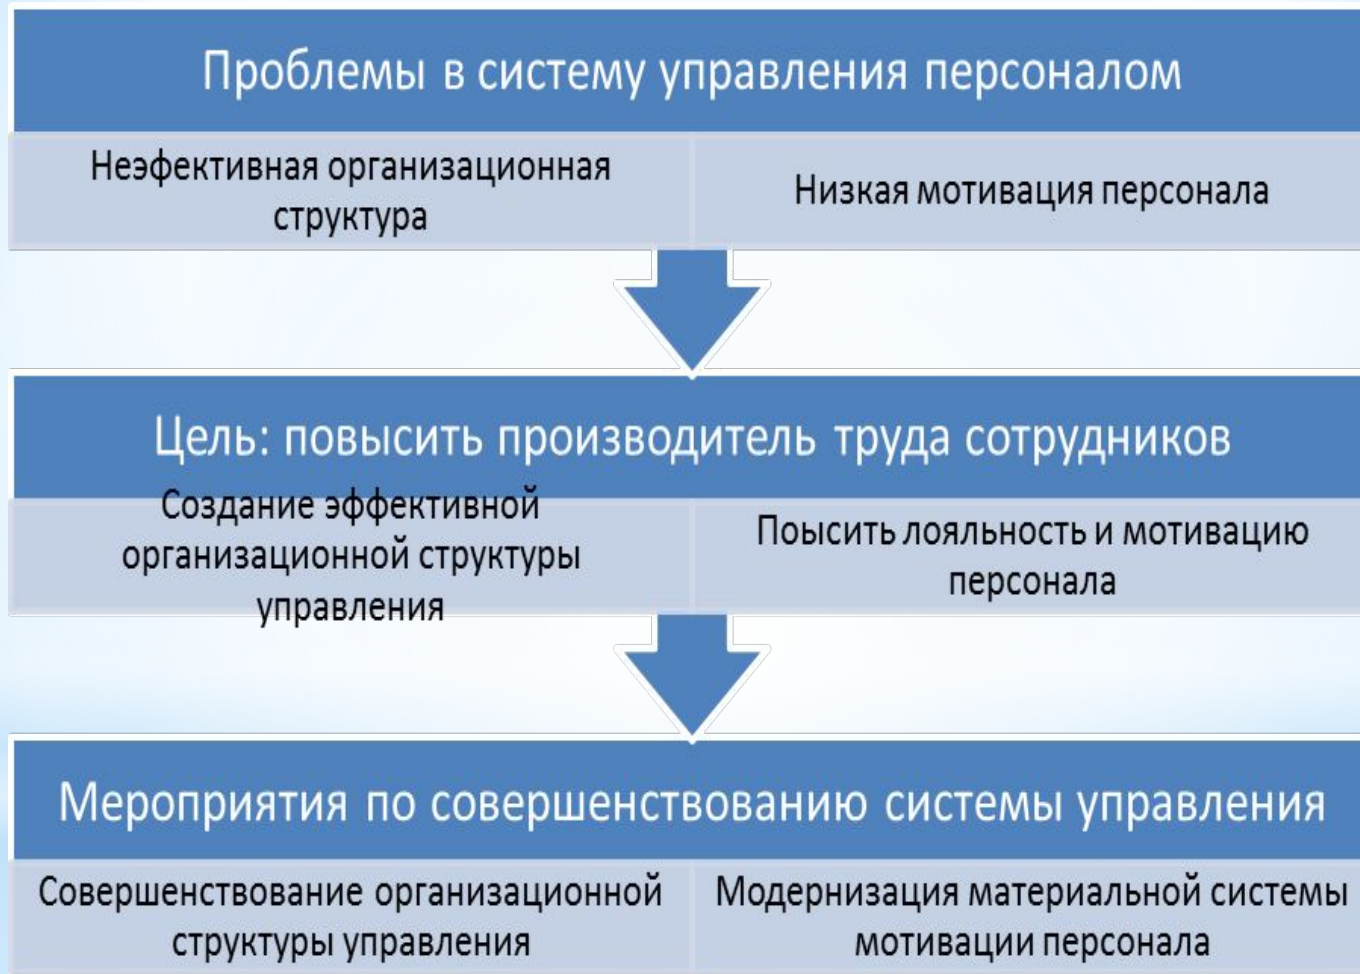 Проблемы в систему управления персоналом
Неэфективная организационная
структура
Низкая мотивация персонала
Цель: повысить производитель труда сотрудников
Создание эффективной
организационной структуры
управления
Поысить лояльность и мотивацию
персонала
Мероприятия по совершенствованию системы управления
Совершенствование организационной
структуры управления
Модернизация материальной системы
мотивации персонала